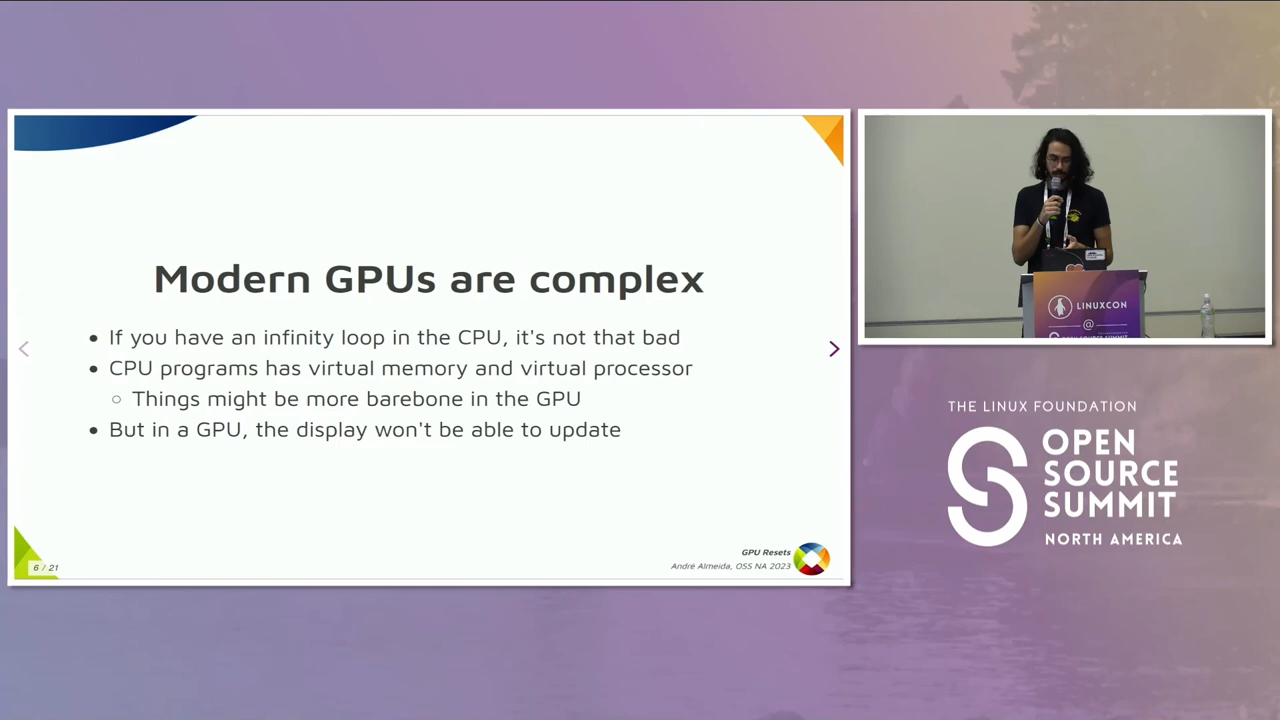 Modern GPUs are complex
If you have an infinity loop in the CPU, it's not that bad
CPU programs has virtual memory and virtual processor
Things might be more barebone in the GPU
But in a GPU, the display won't be able to update
6 / 21
GPU Resets
André Almeida, OSS NA 2023
LINUXCON
@
OPEN SOURCE SUMMIT
THE LINUX FOUNDATION
OPEN
SOURCE
SUMMIT
NORTH AMERICA